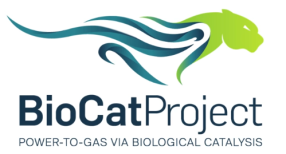 BioCatProject
POWER-TO-GAS VIA BIOLOGICAL CATALYSIS